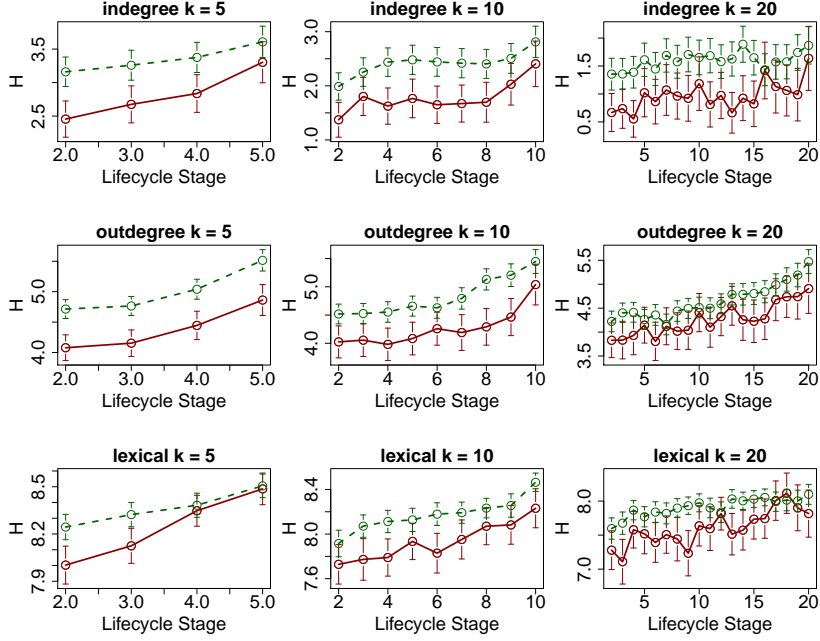 indegree k = 5
H
2.5
3.5
2.0
3.0
4.0
5.0
Lifecycle Stage
indegree k = 10
H
1.0
2.0
3.0
2
4
6
8
10
Lifecycle Stage
indegree k = 20
H
0.5
1.5
5
10
15
20
Lifecycle Stage
outdegree k = 5
H
4.0
5.0
2.0
3.0
4.0
5.0
Lifecycle Stage
outdegree k = 10
H
4.0
5.0
2
4
6
8
10
Lifecycle Stage
outdegree k = 20
H
3.5
4.5
5.5
5
10
15
20
Lifecycle Stage
lexical k = 5
H
7.9
8.2
8.5
2.0
3.0
4.0
5.0
Lifecycle Stage
lexical k = 10
H
7.6
8.0
8.4
2
4
6
8
10
Lifecycle Stage
lexical k = 20
H
7.0
8.0
5
10
15
20
Lifecycle Stage